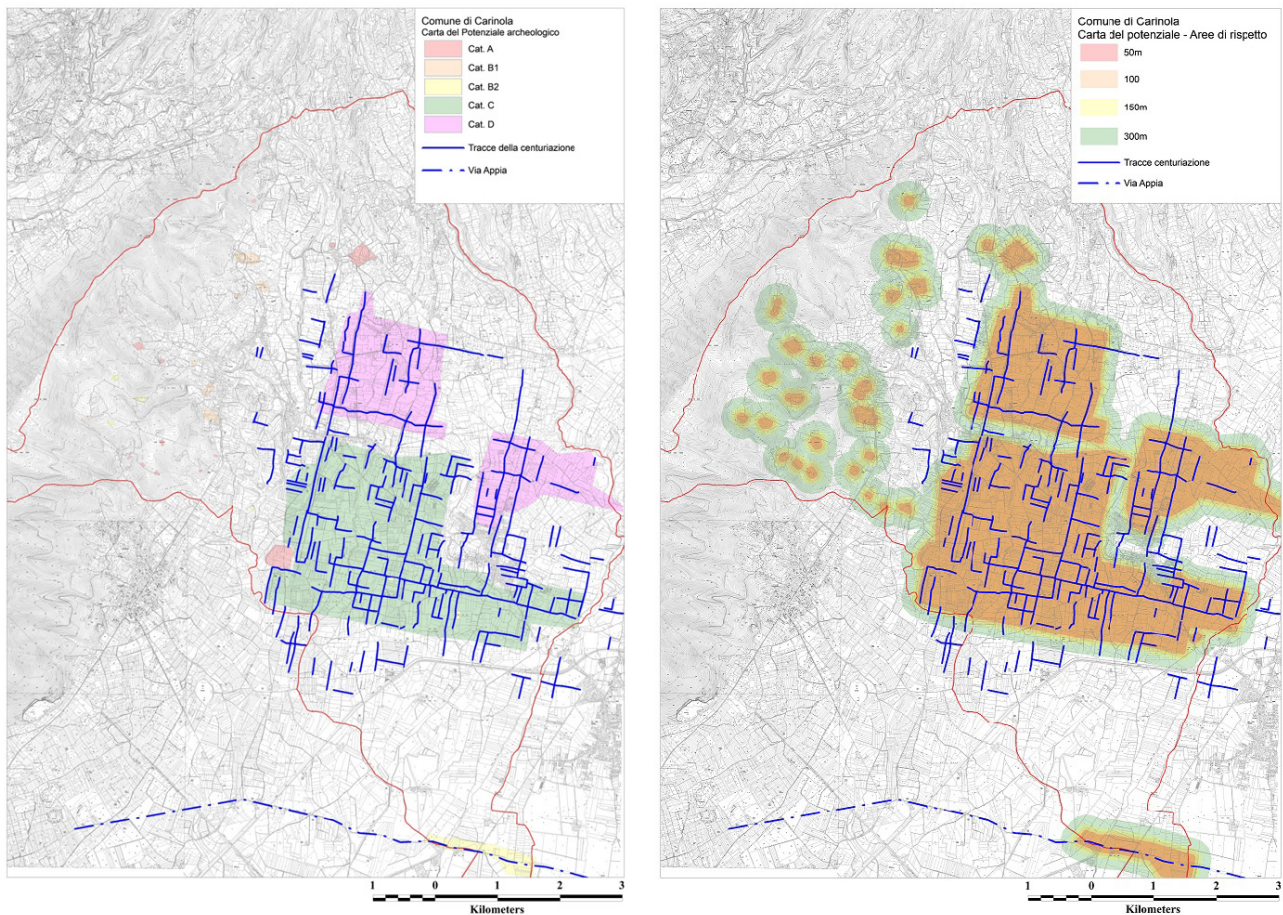 Comune di Carinola
Carta del Potenziale archeologico
Cat. A
Cat. B1
Cat. B2
Cat. C
Cat. D
Tracce della centuriazione
Via Appia
1 0 1 2 3
Kilometers
Comune di Carinola
Carta del potenziale - Aree di rispetto
50m
100
150m
300m
Tracce centuriazione
Via Appia
1 0 1 2 3
Kilometers